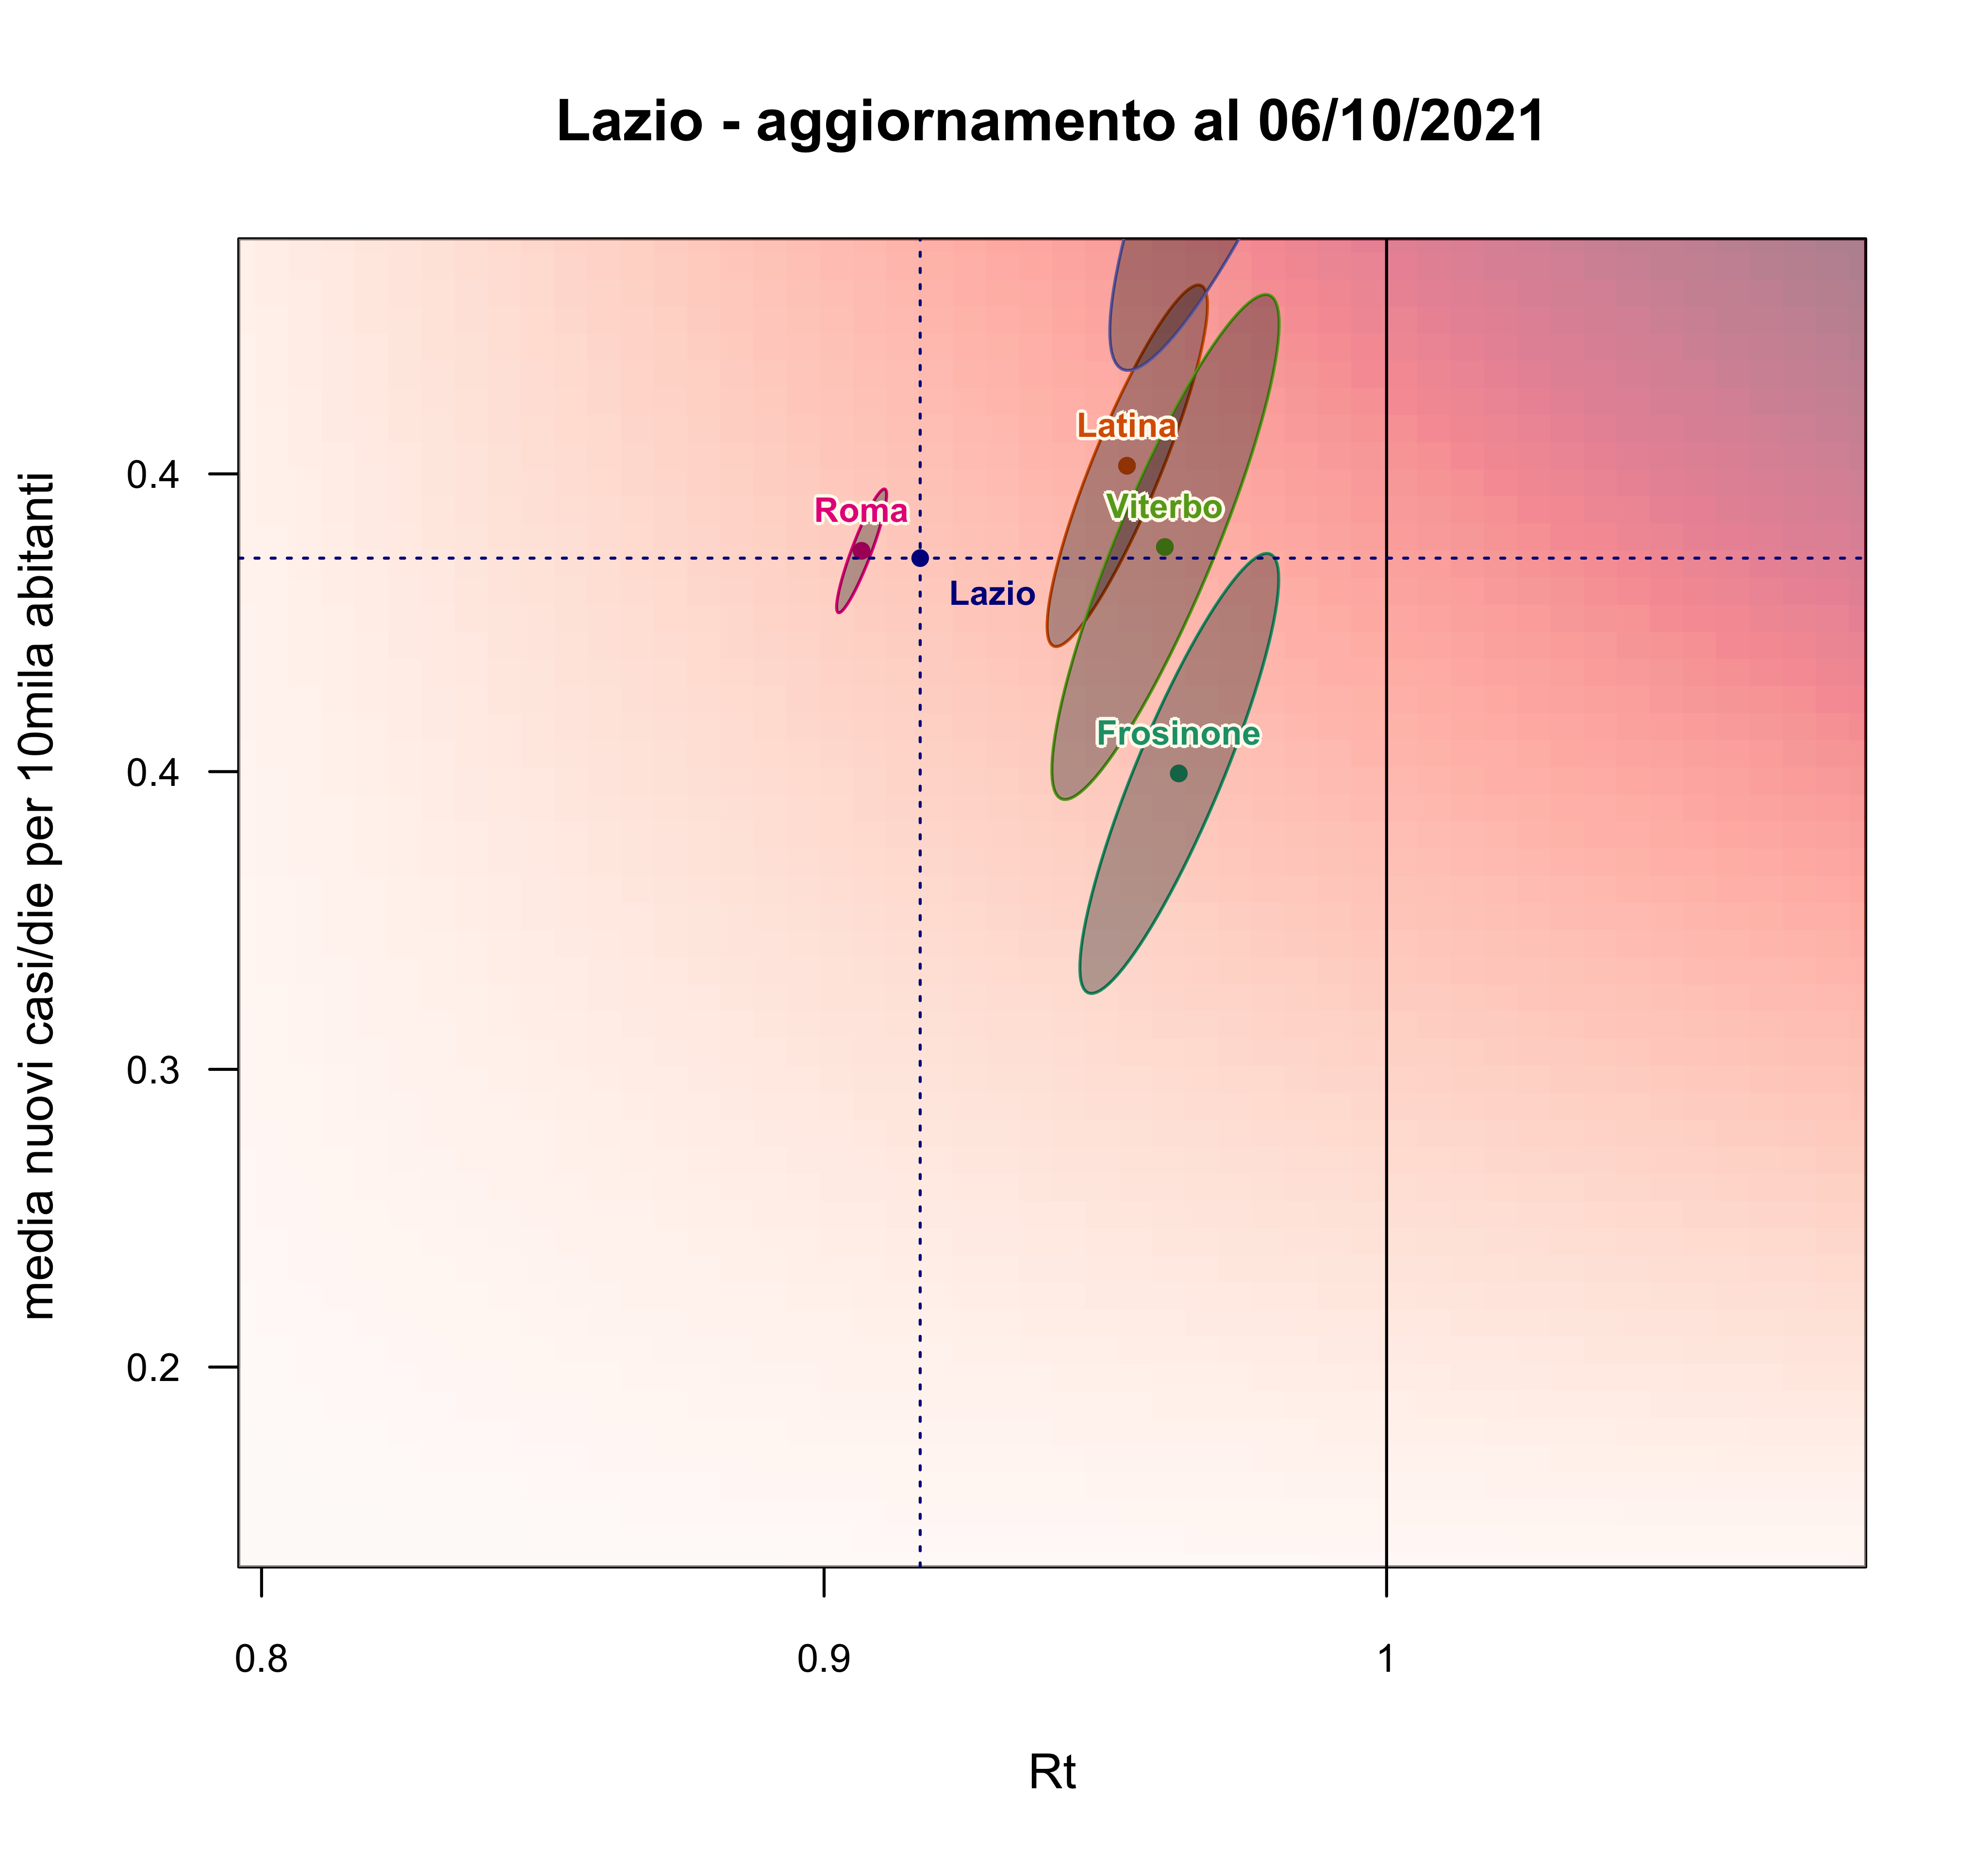 Lazio - aggiornamento al 06/10/2021
media nuovi casi/die per 10mila abitanti
0.4
0.4
0.3
0.2
Latina
Roma
Viterbo
Lazio
Frosinone
0.8
0.9
1
Rt